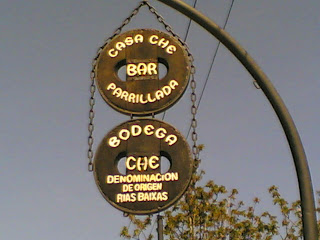 CASA CHE
BAR
PARRILLADA
BODEGA
CHE
DENOMINACION
DE ORIGEN
RIAS BAIXAS